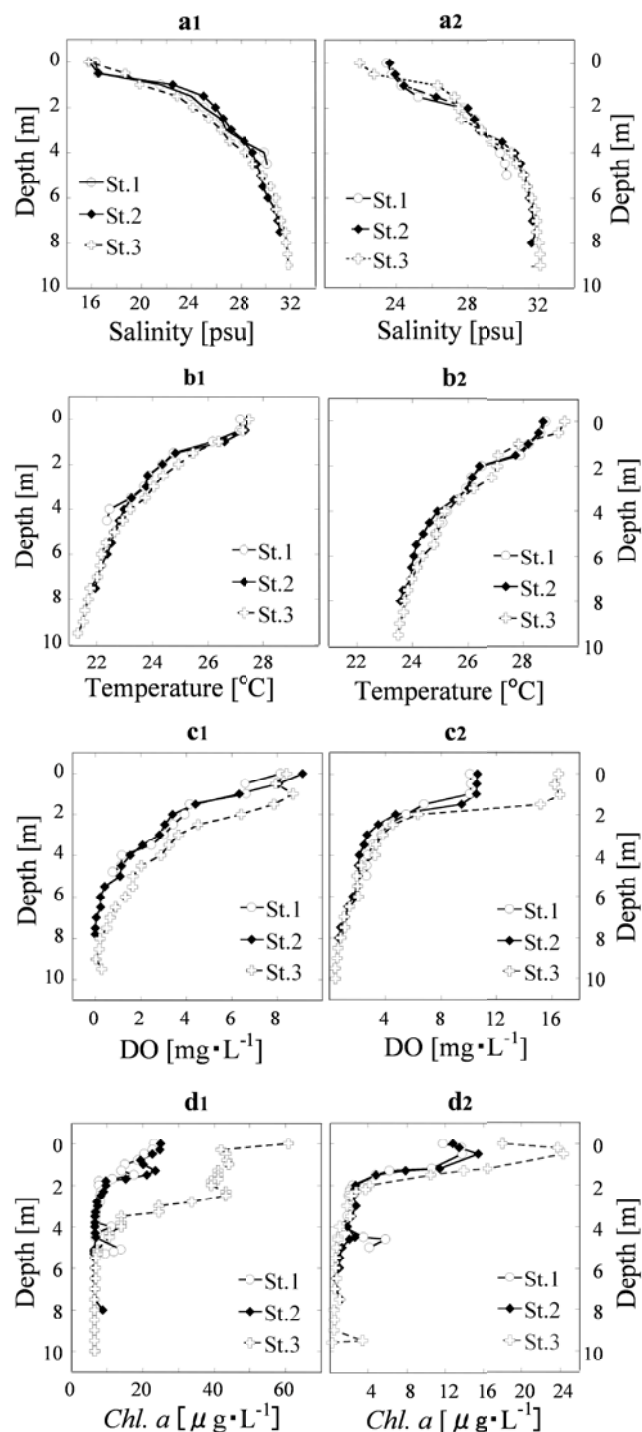 a1
a2
0
2
4
6
8
10
Depth [m]
St.1
St.2
St.3
16
20
24
28
32
Salinity [psu]
St.1
St.2
St.3
24
28
32
Salinity [psu]
0
2
4
6
8
10
Depth [m]
b1
b2
0
2
4
6
8
10
Depth [m]
St.1
St.2
St.3
22
24
26
28
Temperature [°C]
St.1
St.2
St.3
22
24
26
28
Temperature [°C]
0
2
4
6
8
10
Depth [m]
c1
c2
0
2
4
6
8
10
Depth [m]
St.1
St.2
St.3
0
2
4
6
8
DO [mg・L⁻¹]
St.1
St.2
St.3
4
8
12
16
DO [mg・L⁻¹]
0
2
4
6
8
10
Depth [m]
d1
d2
0
2
4
6
8
10
Depth [m]
St.1
St.2
St.3
0
20
40
60
Chl. a [μg・L⁻¹]
St.1
St.2
St.3
4
8
12
16
20
24
Chl. a [μg・L⁻¹]
0
2
4
6
8
10
Depth [m]